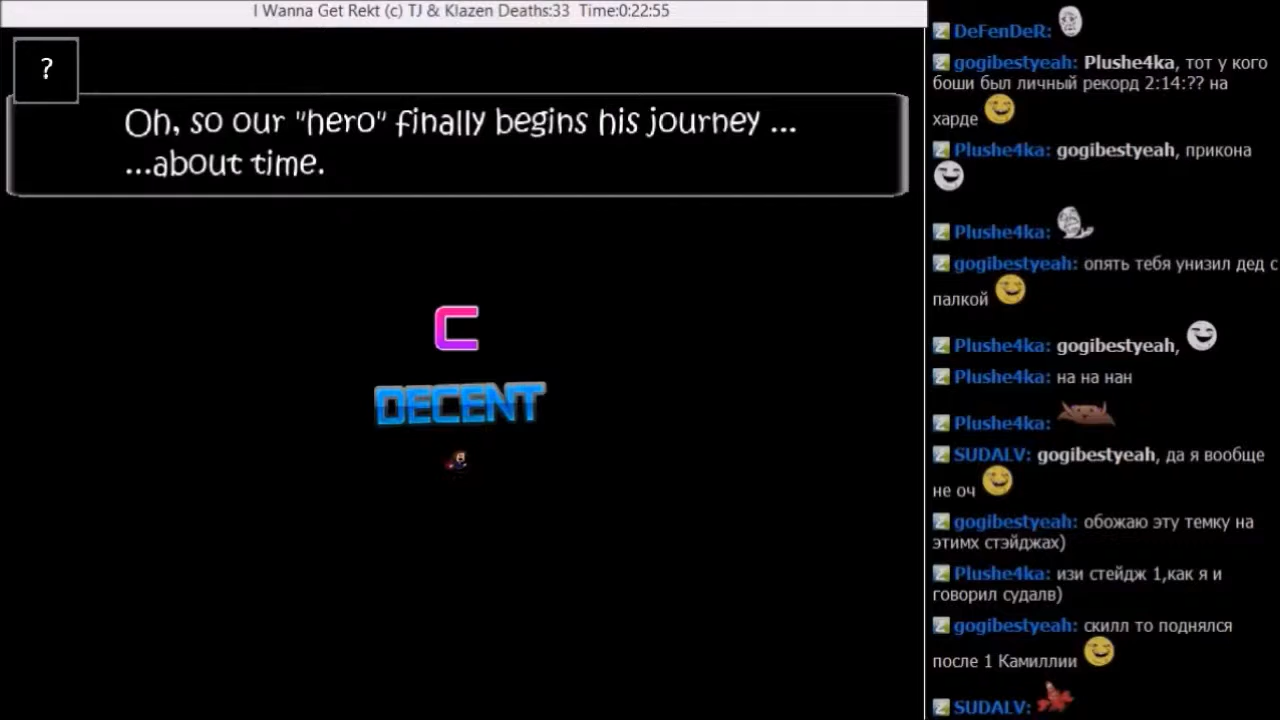 I Wanna Get Rekt (c) TJ & Klazen Deaths:33 Time:0:22:55
?
Oh, so our "hero" finally begins his journey ...
...about time.
C
DECENT
DeFenDeR:
gogibestyeah: Plushe4ka, тот у кого
боши был личный рекорд 2:14:?? на
харде
Plushe4ka: gogibestyeah, прикона
Plushe4ka:
gogibestyeah: опять тебя унизил дед с
палкой
Plushe4ka: gogibestyeah,
Plushe4ka: на на нан
Plushe4ka:
SUDALV: gogibestyeah, да я вообще
не оч
gogibestyeah: обожаю эту темку на
этимх стэйджах)
Plushe4ka: изи стейдж 1,как я и
говорил судалв)
gogibestyeah: скилл то поднялся
после 1 Камиллии
SUDALV: